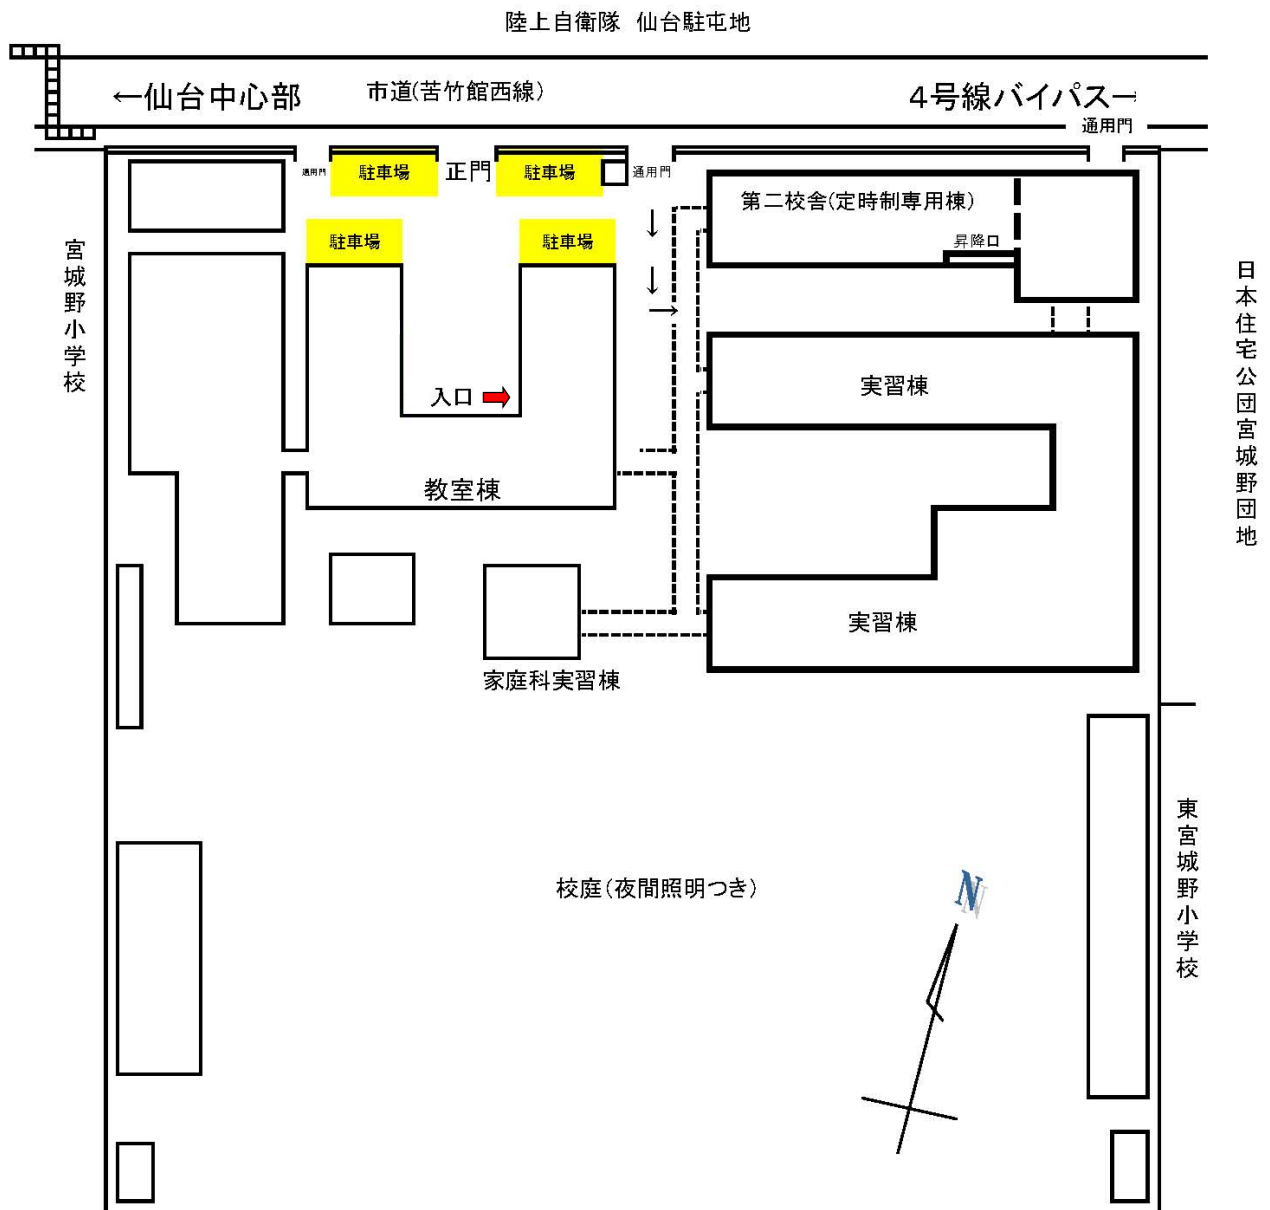 陸上自衛隊 仙台駐屯地
←仙台中心部
市道(苦竹館西線)
4号線バイパス→
通用門
通用門
駐車場
正門
駐車場
通用門
第二校舎(定時制専用棟)
昇降口
駐車場
駐車場
宮城野小学校
日本住宅公団宮城野団地
入口
実習棟
教室棟
実習棟
家庭科実習棟
校庭(夜間照明つき)
東宮城野小学校
N